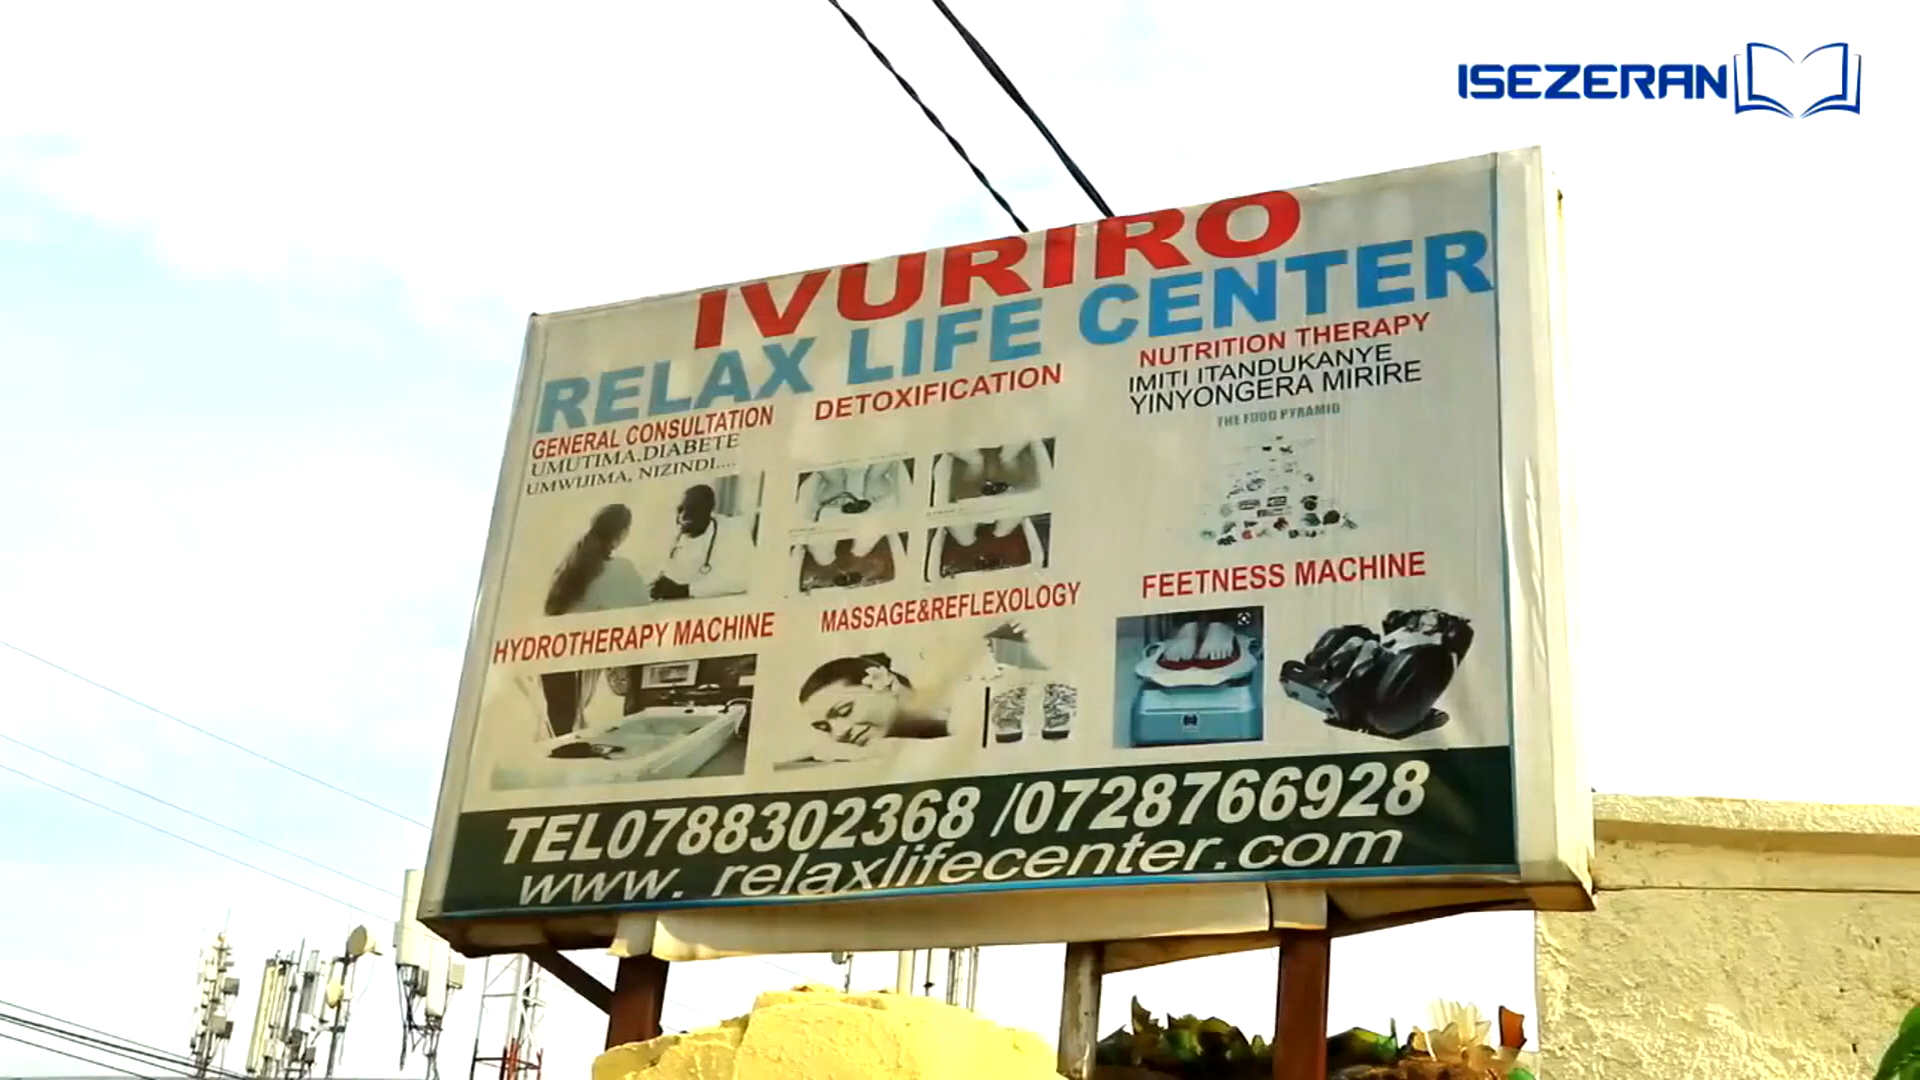 ISEZERAN
IVURIRO
RELAX LIFE CENTER
GENERAL CONSULTATION
UMUTIMA.DIABETE
UMWIJIMA, NIZINDI....
DETOXIFICATION
NUTRITION THERAPY
IMITI ITANDUKANYE
YINYONGERA MIRIRE
THE FOOD PYRAMID
HYDROTHERAPY MACHINE
MASSAGE&REFLEXOLOGY
FEETNESS MACHINE
TEL0788302368 /0728766928
www. relaxlifecenter.com